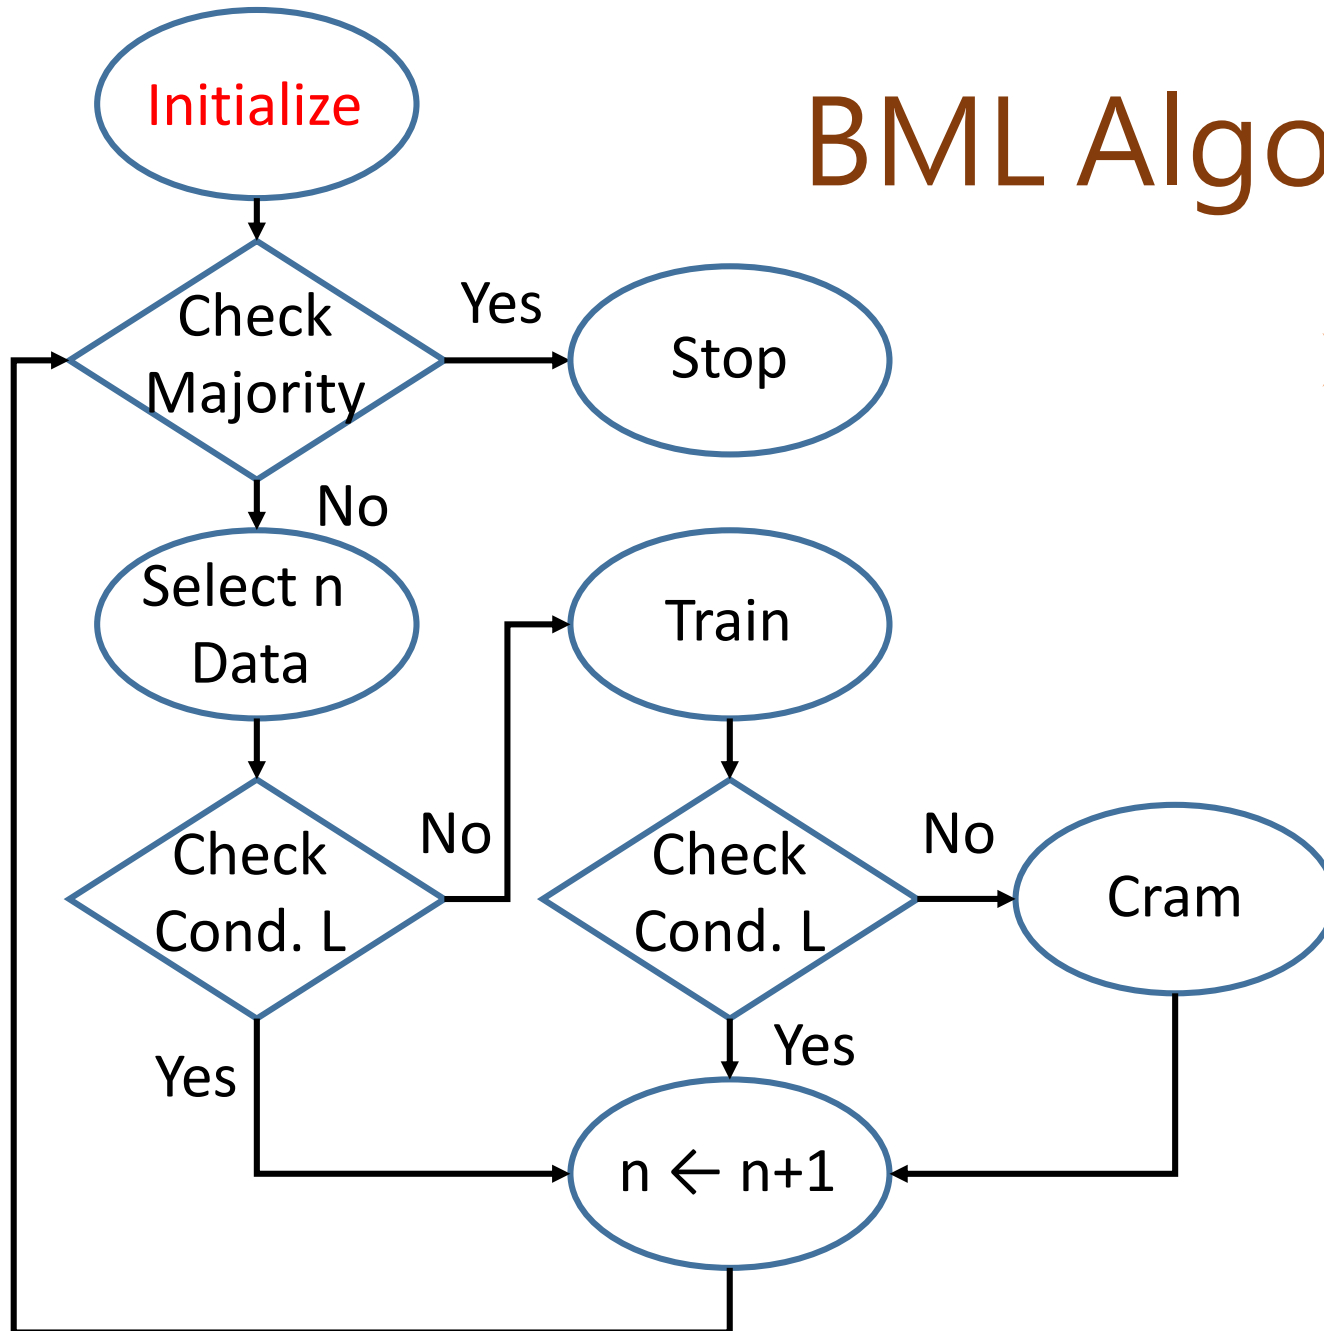 Initialize
BML Algo
Check
Majority
Yes
Stop
No
Select n
Data
Train
Check
Cond. L
No
Check
Cond. L
No
Cram
Yes
Yes
n ← n+1